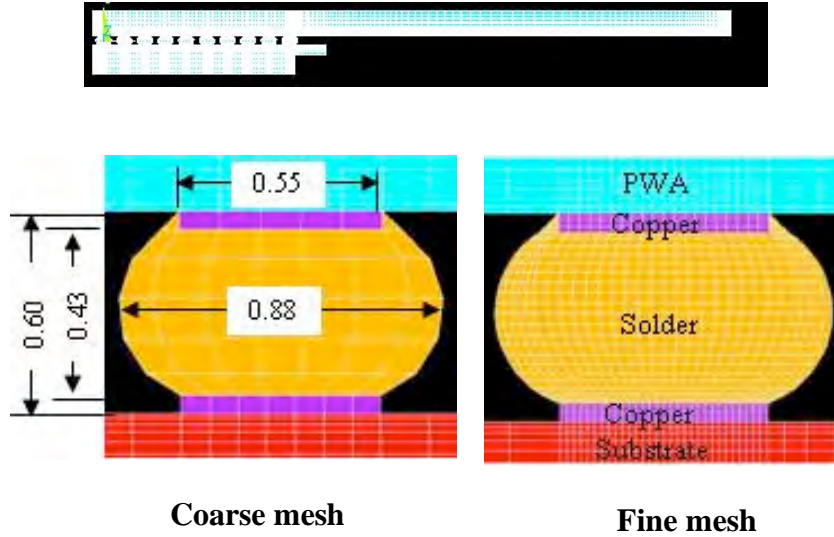 Z
0.55
0.60
0.43
0.88
PWA
Copper
Solder
Copper
Substrate
Coarse mesh
Fine mesh